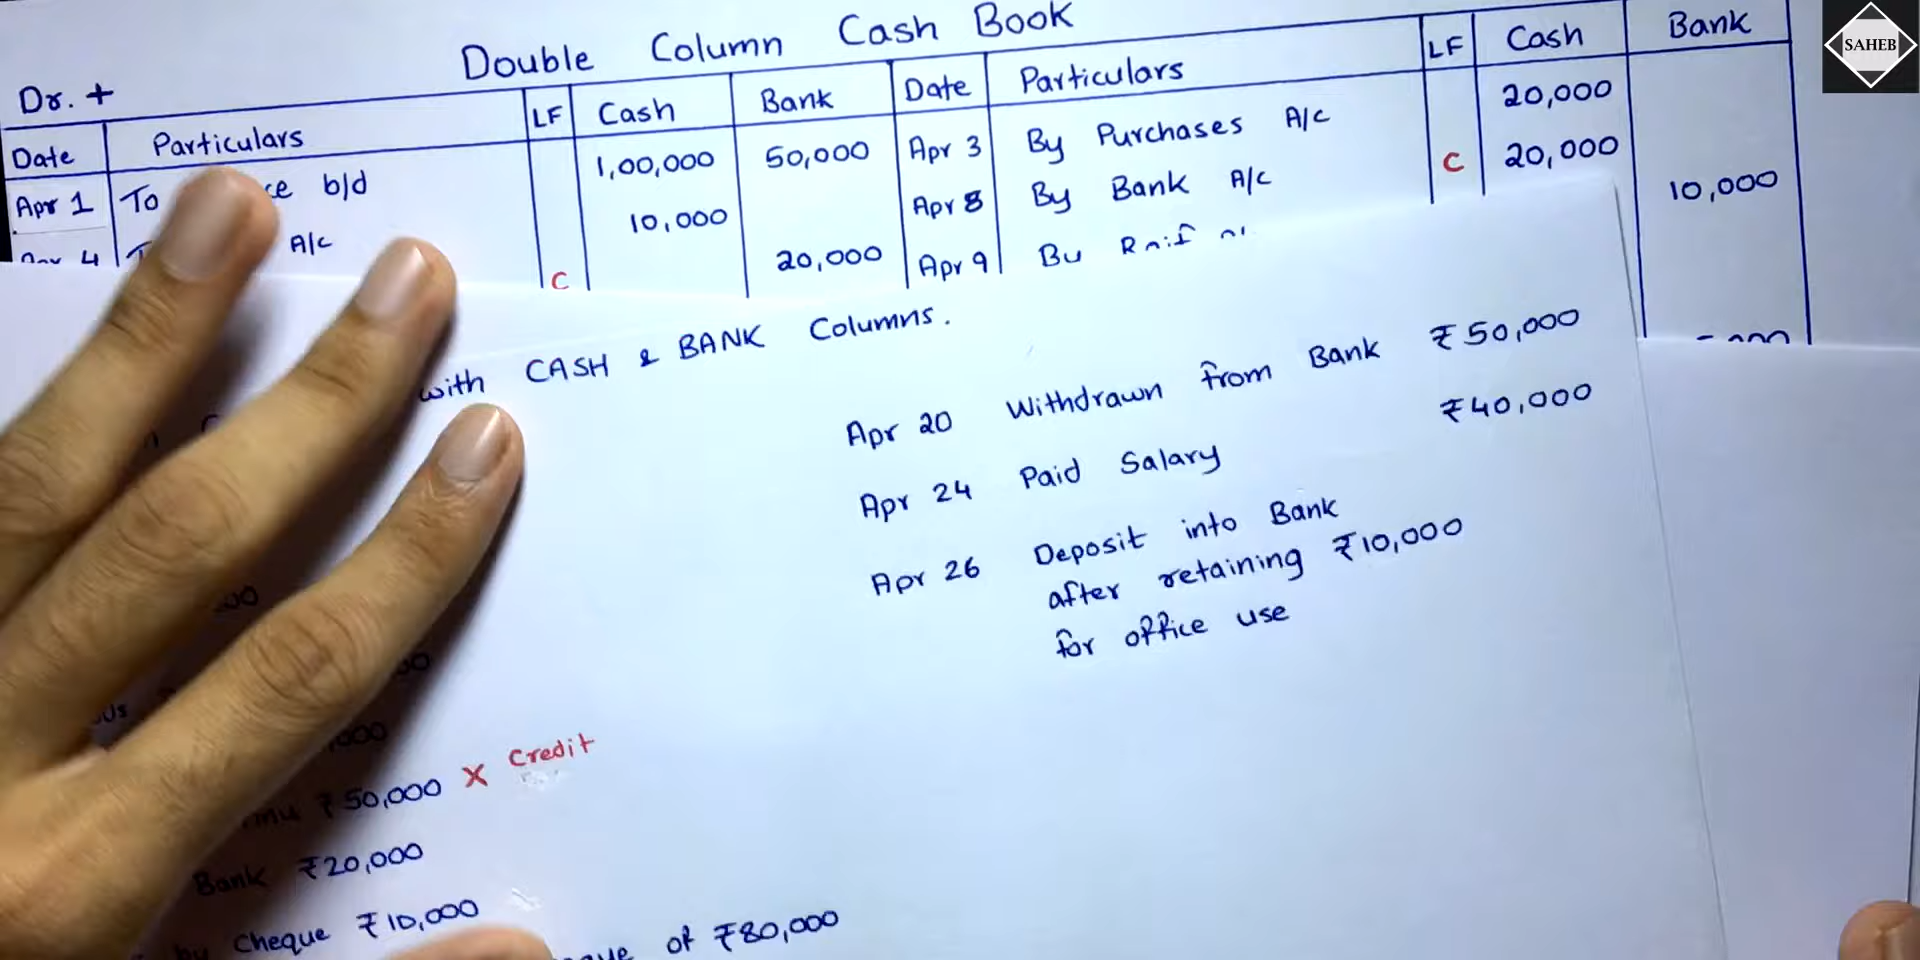 Double Column Cash Book
Dr. +
Date Particulars LF Cash Bank Date Particulars LF Cash Bank
Apr 1 To b/d 1,00,000 50,000 Apr 3 By Purchases A/c 20,000
4 A/c 10,000 Apr 8 By Bank A/c C 20,000
C 20,000 Apr 9 10,000
with CASH & BANK Columns.
Apr 20 Withdrawn from Bank ₹50,000
Apr 24 Paid Salary ₹40,000
Apr 26 Deposit into Bank
after retaining ₹10,000
for office use
₹50,000 X Credit
Bank ₹20,000
by Cheque ₹10,000
of ₹80,000
SAHEB